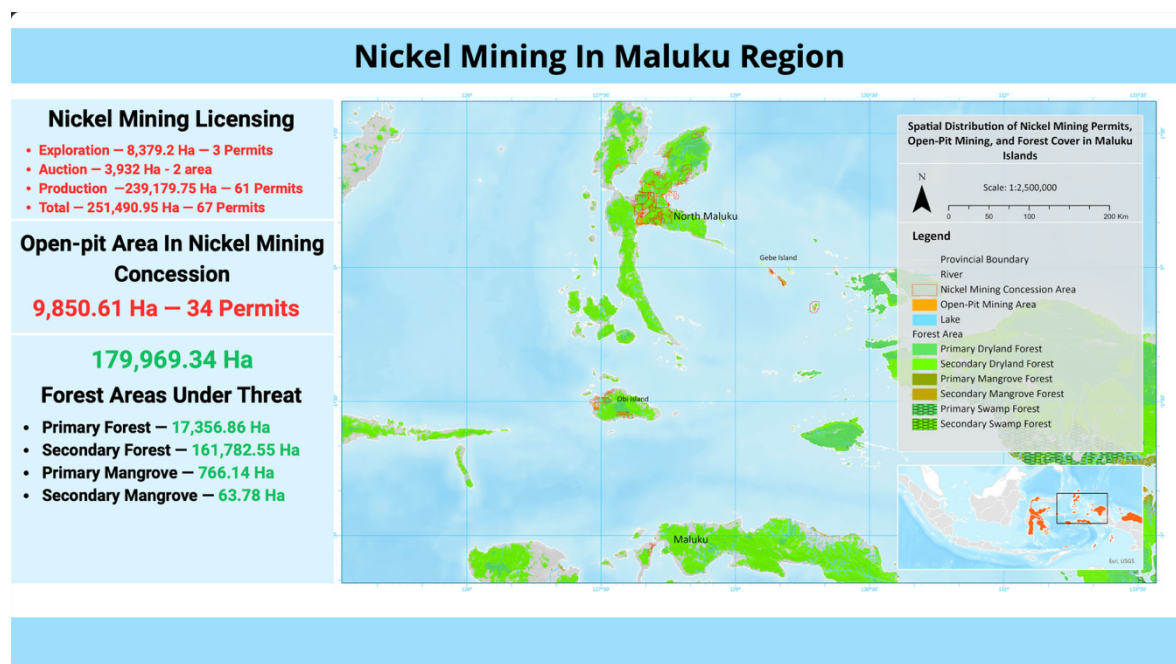 Nickel Mining In Maluku Region
Nickel Mining Licensing
• Exploration — 8,379.2 Ha — 3 Permits
• Auction — 3,932 Ha - 2 area
• Production —239,179.75 Ha — 61 Permits
• Total — 251,490.95 Ha — 67 Permits
Open-pit Area In Nickel Mining
Concession
9,850.61 Ha — 34 Permits
179,969.34 Ha
Forest Areas Under Threat
• Primary Forest — 17,356.86 Ha
• Secondary Forest — 161,782.55 Ha
• Primary Mangrove — 766.14 Ha
• Secondary Mangrove — 63.78 Ha
North Maluku
Gebe Island
Obi Island
Maluku
Spatial Distribution of Nickel Mining Permits,
Open-Pit Mining, and Forest Cover in Maluku
Islands
N
Scale: 1:2,500,000
0 50 100 200 Km
Legend
Provincial Boundary
River
Nickel Mining Concession Area
Open-Pit Mining Area
Lake
Forest Area
Primary Dryland Forest
Secondary Dryland Forest
Primary Mangrove Forest
Secondary Mangrove Forest
Primary Swamp Forest
Secondary Swamp Forest
Esri, USGS